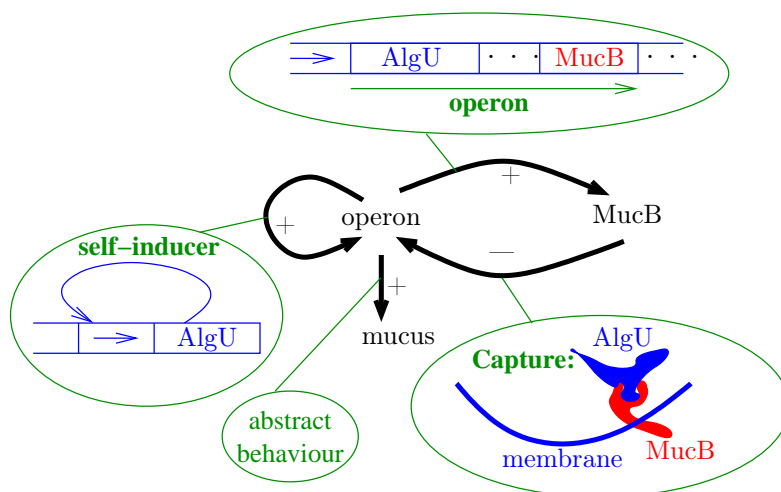 AlgU · · · MucB · · ·
operon
+
operon
MucB
+
self−inducer
—
+
AlgU
mucus
AlgU
Capture:
abstract
behaviour
membrane
MucB